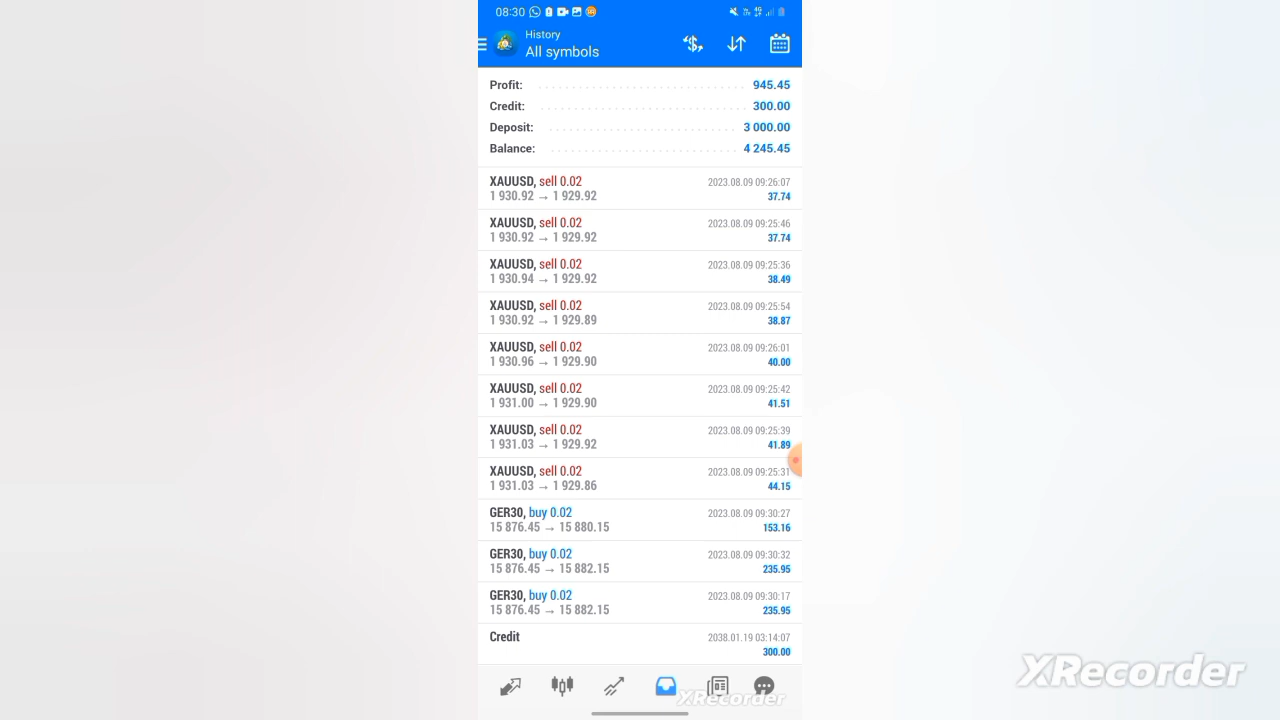 08:30
History
All symbols
Profit: 945.45
Credit: 300.00
Deposit: 3 000.00
Balance: 4 245.45
XAUUSD, sell 0.02 2023.08.09 09:26:07
1 930.92 → 1 929.92 37.74
XAUUSD, sell 0.02 2023.08.09 09:25:46
1 930.92 → 1 929.92 37.74
XAUUSD, sell 0.02 2023.08.09 09:25:36
1 930.94 → 1 929.92 38.49
XAUUSD, sell 0.02 2023.08.09 09:25:54
1 930.92 → 1 929.89 38.87
XAUUSD, sell 0.02 2023.08.09 09:26:01
1 930.96 → 1 929.90 40.00
XAUUSD, sell 0.02 2023.08.09 09:25:42
1 931.00 → 1 929.90 41.51
XAUUSD, sell 0.02 2023.08.09 09:25:39
1 931.03 → 1 929.92 41.89
XAUUSD, sell 0.02 2023.08.09 09:25:31
1 931.03 → 1 929.86 44.15
GER30, buy 0.02 2023.08.09 09:30:27
15 876.45 → 15 880.15 153.16
GER30, buy 0.02 2023.08.09 09:30:32
15 876.45 → 15 882.15 235.95
GER30, buy 0.02 2023.08.09 09:30:17
15 876.45 → 15 882.15 235.95
Credit 2038.01.19 03:14:07
300.00
XRecorder
XRecorder